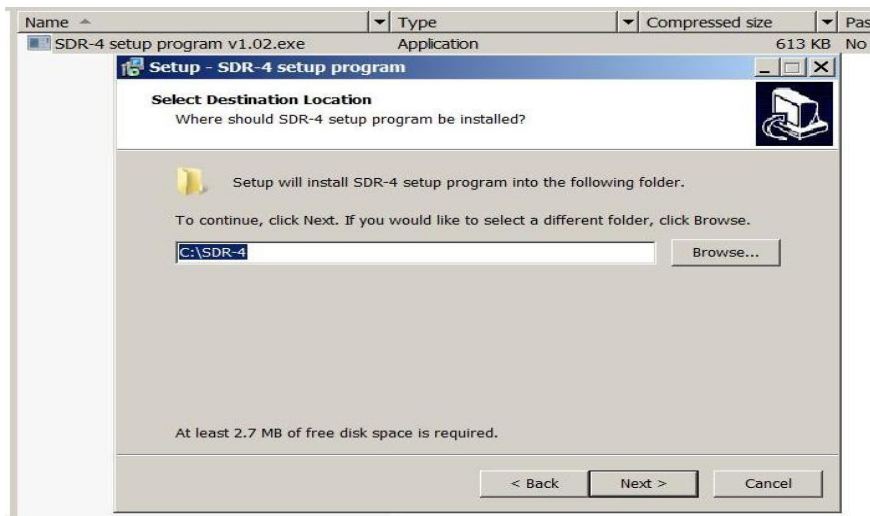 Name Type Compressed size Pas
SDR-4 setup program v1.02.exe Application 613 KB No
Setup - SDR-4 setup program
Select Destination Location
Where should SDR-4 setup program be installed?
Setup will install SDR-4 setup program into the following folder.
To continue, click Next. If you would like to select a different folder, click Browse.
C:\SDR-4
Browse...
At least 2.7 MB of free disk space is required.
< Back Next > Cancel